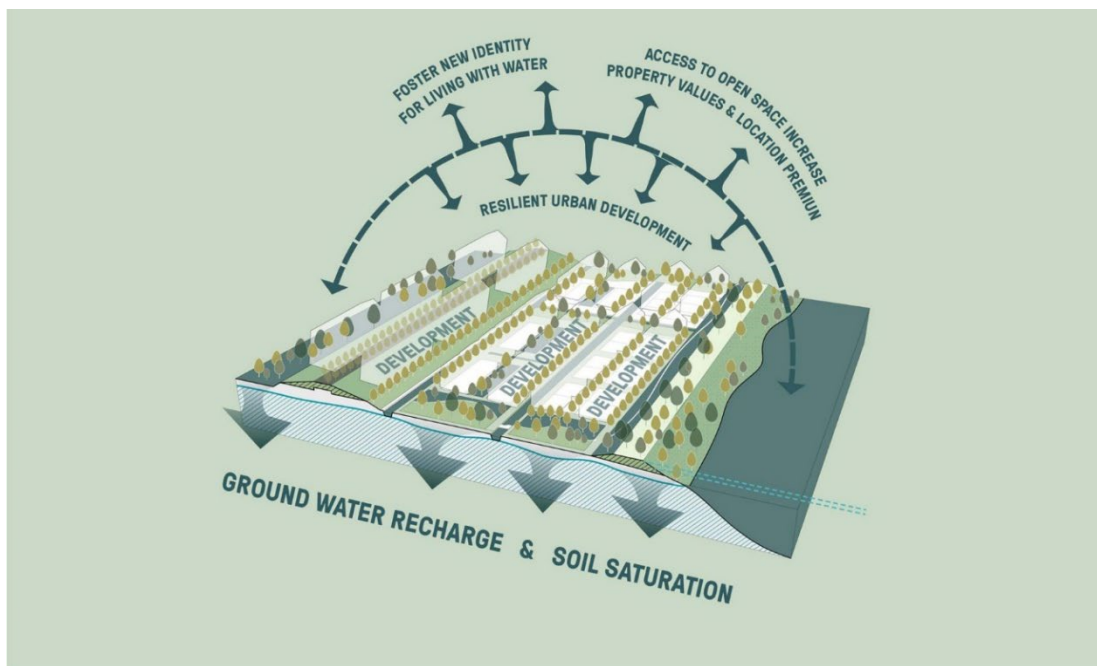 FOSTER NEW IDENTITY
FOR LIVING WITH WATER
ACCESS TO OPEN SPACE INCREASE
PROPERTY VALUES & LOCATION PREMIUN
RESILIENT URBAN DEVELOPMENT
DEVELOPMENT
DEVELOPMENT
DEVELOPMENT
GROUND WATER RECHARGE & SOIL SATURATION